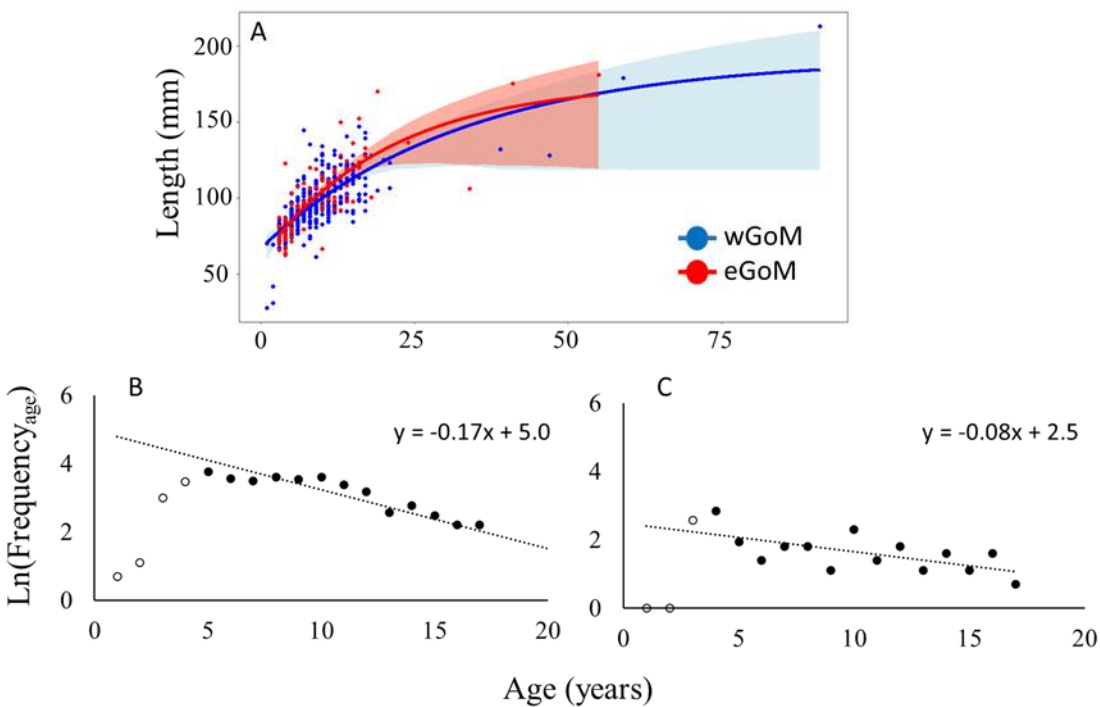 A
200
150
100
50
Length (mm)
wGoM
eGoM
0 25 50 75
B
6
4
2
0
Ln(Frequencyage)
y = -0.17x + 5.0
0 5 10 15 20
C
6
4
2
0
y = -0.08x + 2.5
0 5 10 15 20
Age (years)